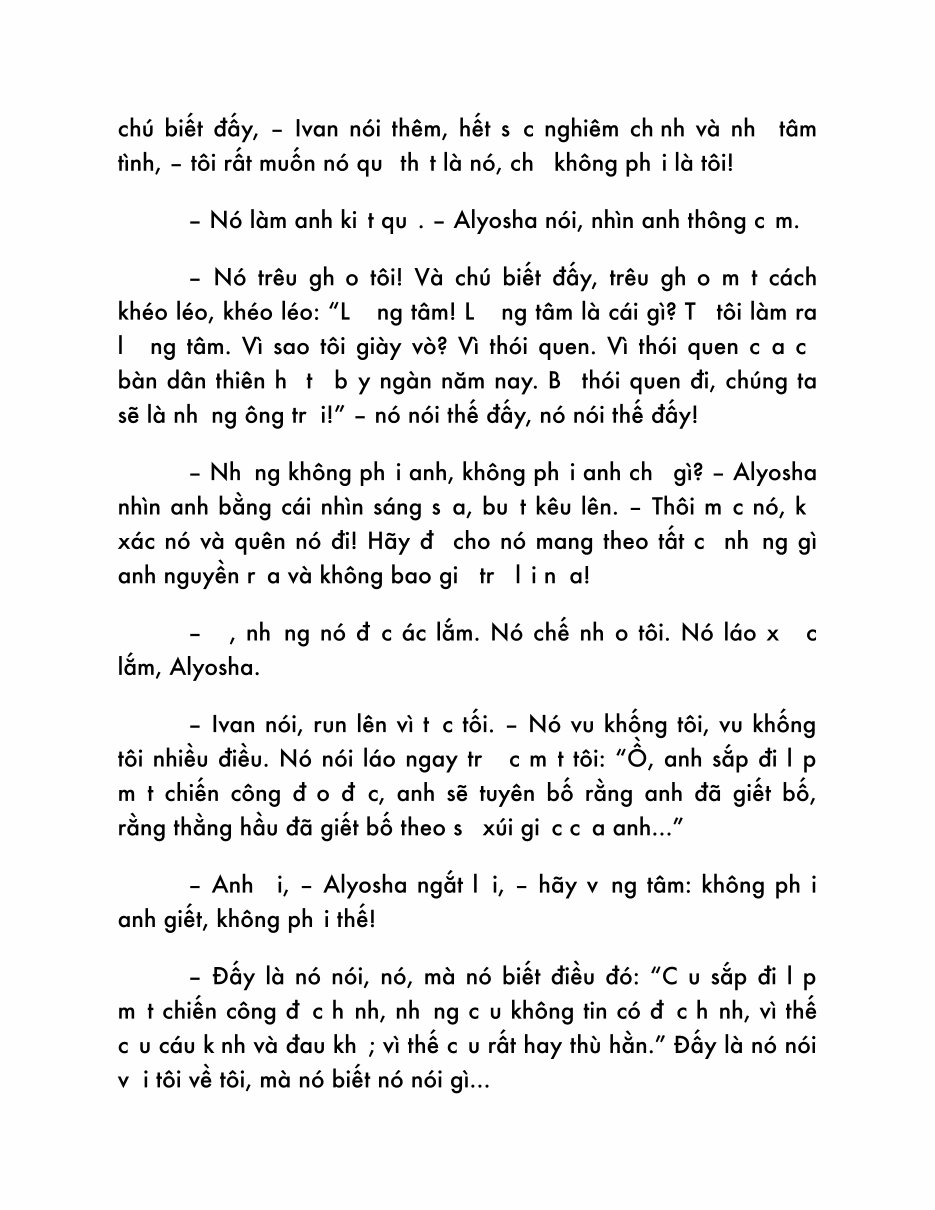 chú biết đấy, – Ivan nói thêm, hết s c nghiêm ch nh và nh tâm
tình, – tôi rất muốn nó qu th t là nó, ch không ph i là tôi!
– Nó làm anh ki t qu . – Alyosha nói, nhìn anh thông c m.
– Nó trêu gh o tôi! Và chú biết đấy, trêu gh o m t cách
khéo léo, khéo léo: “L ng tâm! L ng tâm là cái gì? T tôi làm ra
l ng tâm. Vì sao tôi giày vò? Vì thói quen. Vì thói quen c a c
bàn dân thiên h t b y ngàn năm nay. B thói quen đi, chúng ta
sẽ là nh ng ông tr i!” – nó nói thế đấy, nó nói thế đấy!
– Nh ng không ph i anh, không ph i anh ch gì? – Alyosha
nhìn anh bằng cái nhìn sáng s a, bu t kêu lên. – Thôi m c nó, k
xác nó và quên nó đi! Hãy đ cho nó mang theo tất c nh ng gì
anh nguyền r a và không bao gi tr l i n a!
– , nh ng nó đ c ác lắm. Nó chế nh o tôi. Nó láo x c
lắm, Alyosha.
– Ivan nói, run lên vì t c tối. – Nó vu khống tôi, vu khống
tôi nhiều điều. Nó nói láo ngay tr c m t tôi: “Ồ, anh sắp đi l p
m t chiến công đ o đ c, anh sẽ tuyên bố rằng anh đã giết bố,
rằng thằng hầu đã giết bố theo s xúi gi c c a anh...”
– Anh i, – Alyosha ngắt l i, – hãy v ng tâm: không ph i
anh giết, không ph i thế!
– Đấy là nó nói, nó, mà nó biết điều đó: “C u sắp đi l p
m t chiến công đ c h nh, nh ng c u không tin có đ c h nh, vì thế
c u cáu k nh và đau kh ; vì thế c u rất hay thù hằn.” Đấy là nó nói
v i tôi về tôi, mà nó biết nó nói gì...